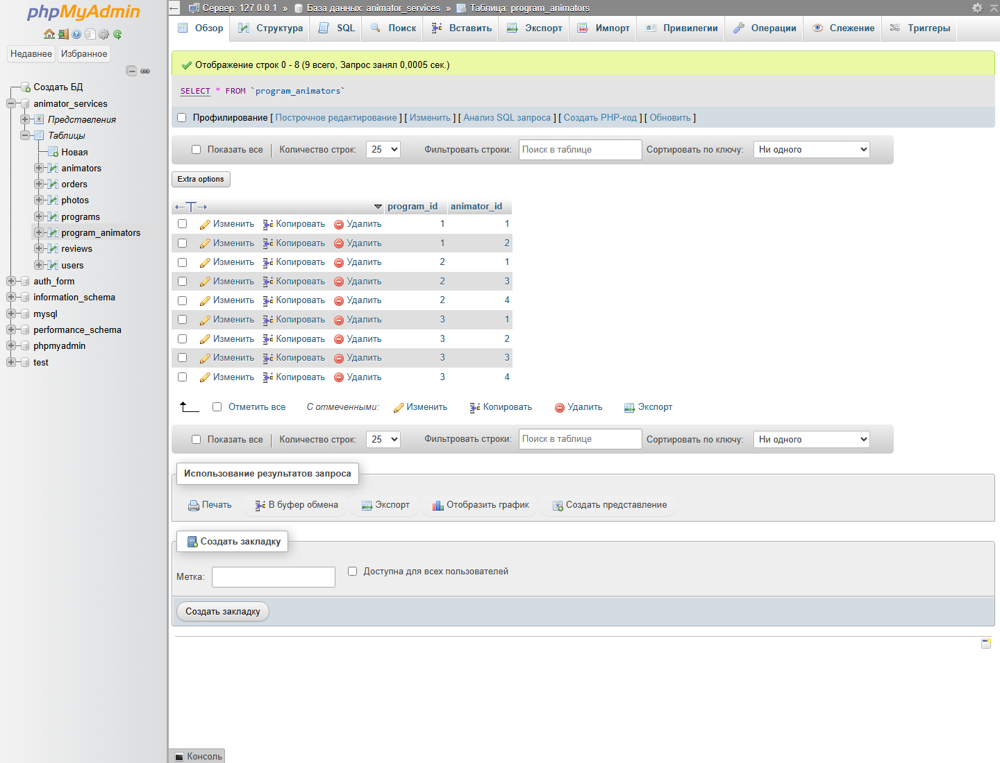 phpMyAdmin
Недавнее Избранное
Создать БД
animator_services
Представления
Таблицы
Новая
animators
orders
photos
programs
program_animators
reviews
users
auth_form
information_schema
mysql
performance_schema
phpmyadmin
test
Сервер: 127.0.0.1 » База данных: animator_services » Таблица: program_animators
Обзор Структура SQL Поиск Вставить Экспорт Импорт Привилегии Операции Слежение Триггеры
Отображение строк 0 - 8 (9 всего, Запрос занял 0,0005 сек.)
SELECT * FROM `program_animators`
Профилирование [ Построчное редактирование ] [ Изменить ] [ Анализ SQL запроса ] [ Создать PHP-код ] [ Обновить ]
Показать все Количество строк: 25 Фильтровать строки: Поиск в таблице Сортировать по ключу: Ни одного
Extra options
program_id animator_id
Изменить Копировать Удалить 1 1
Изменить Копировать Удалить 1 2
Изменить Копировать Удалить 2 1
Изменить Копировать Удалить 2 3
Изменить Копировать Удалить 2 4
Изменить Копировать Удалить 3 1
Изменить Копировать Удалить 3 2
Изменить Копировать Удалить 3 3
Изменить Копировать Удалить 3 4
Отметить все С отмеченными: Изменить Копировать Удалить Экспорт
Показать все Количество строк: 25 Фильтровать строки: Поиск в таблице Сортировать по ключу: Ни одного
Использование результатов запроса
Печать В буфер обмена Экспорт Отобразить график Создать представление
Создать закладку
Метка: Доступна для всех пользователей
Создать закладку
Консоль